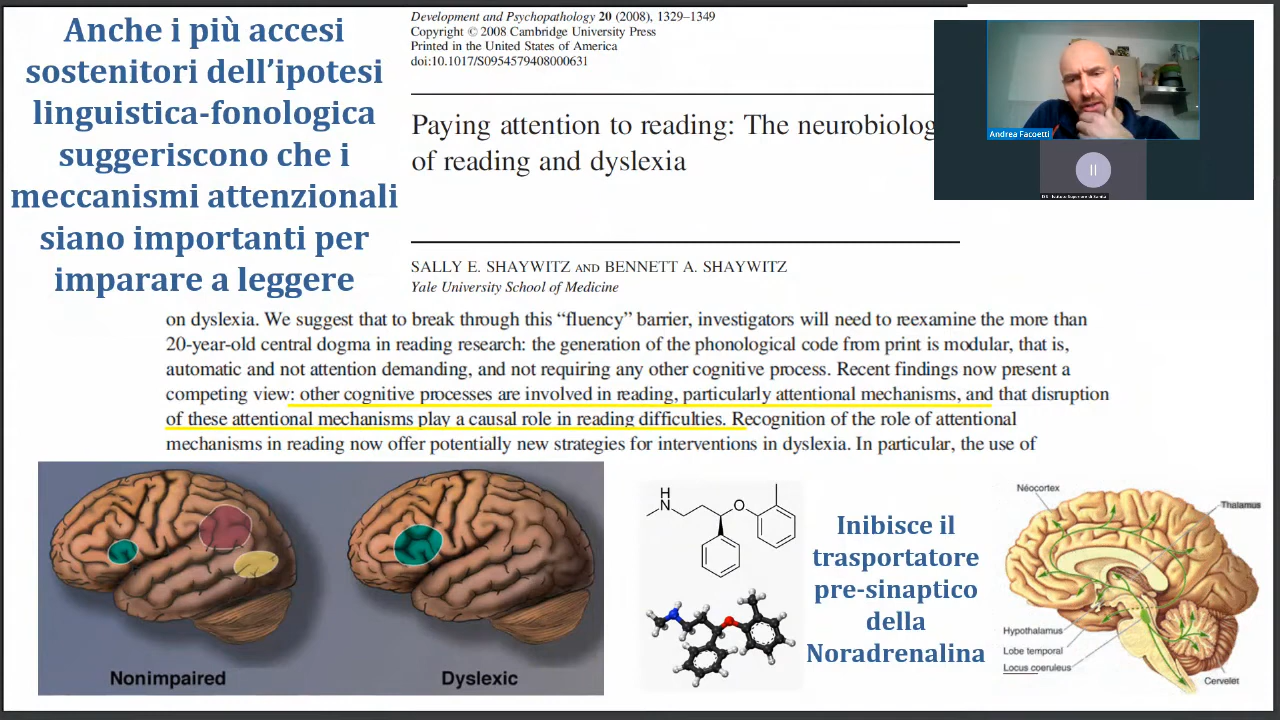 Anche i più accesi
sostenitori dell'ipotesi
linguistica-fonologica
suggeriscono che i
meccanismi attenzionali
siano importanti per
imparare a leggere
Development and Psychopathology 20 (2008), 1329–1349
Copyright © 2008 Cambridge University Press
Printed in the United States of America
doi:10.1017/S0954579408000631
Paying attention to reading: The neurobiolog
of reading and dyslexia
SALLY E. SHAYWITZ AND BENNETT A. SHAYWITZ
Yale University School of Medicine
Andrea Facoetti
on dyslexia. We suggest that to break through this “fluency” barrier, investigators will need to reexamine the more than
20-year-old central dogma in reading research: the generation of the phonological code from print is modular, that is,
automatic and not attention demanding, and not requiring any other cognitive process. Recent findings now present a
competing view: other cognitive processes are involved in reading, particularly attentional mechanisms, and that disruption
of these attentional mechanisms play a causal role in reading difficulties. Recognition of the role of attentional
mechanisms in reading now offer potentially new strategies for interventions in dyslexia. In particular, the use of
Nonimpaired
Dyslexic
H
N
O
Inibisce il
trasportatore
pre-sinaptico
della
Noradrenalina
Néocortex
Thalamus
Hypothalamus
Lobe temporal
Locus coeruleus
Cervelet